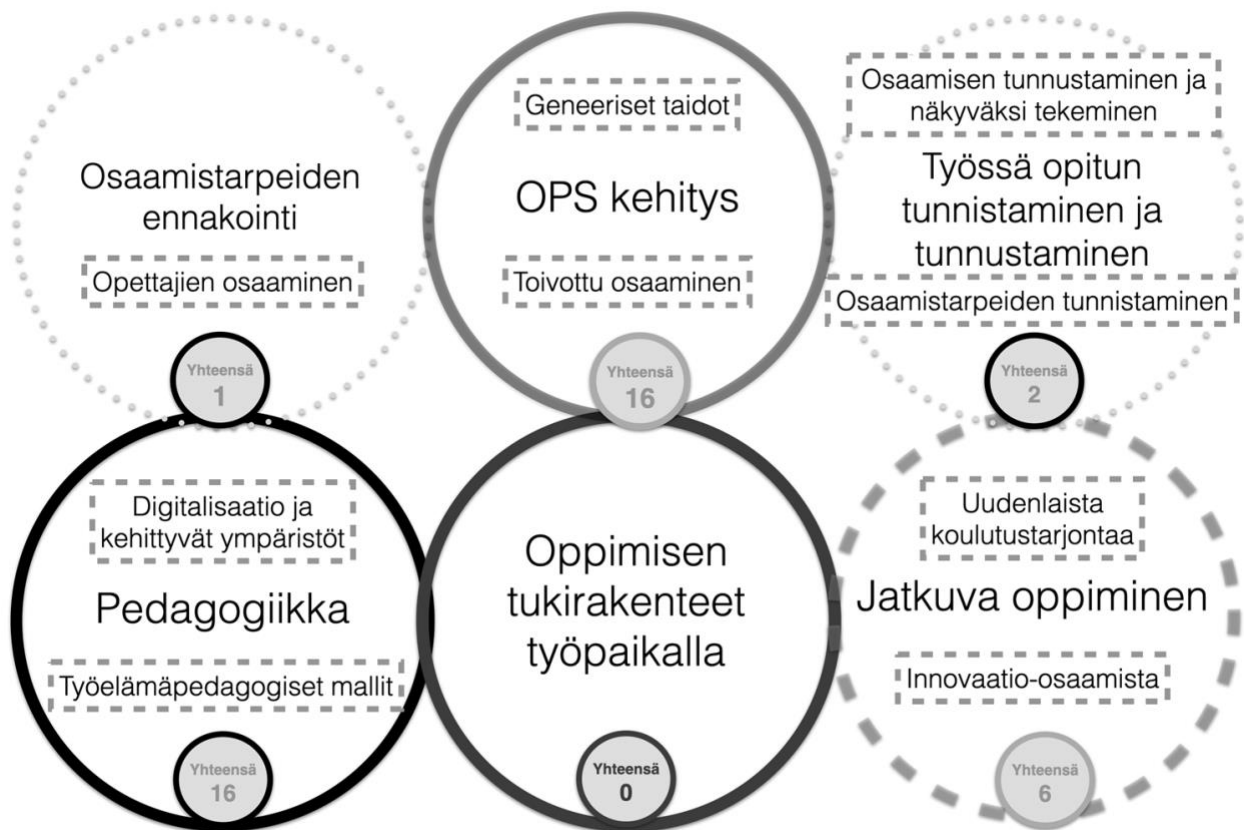 Osaamistarpeiden
ennakointi
Opettajien osaaminen
Yhteensä
1
Geneeriset taidot
OPS kehitys
Toivottu osaaminen
Yhteensä
16
Osaamisen tunnustaminen ja
näkyväksi tekeminen
Työssä opitun
tunnistaminen ja
tunnustaminen
Osaamistarpeiden tunnistaminen
Yhteensä
2
Digitalisaatio ja
kehittyvät ympäristöt
Pedagogiikka
Työelämäpedagogiset mallit
Yhteensä
16
Oppimisen
tukirakenteet
työpaikalla
Yhteensä
0
Uudenlaista
koulutustarjontaa
Jatkuva oppiminen
Innovaatio-osaamista
Yhteensä
6